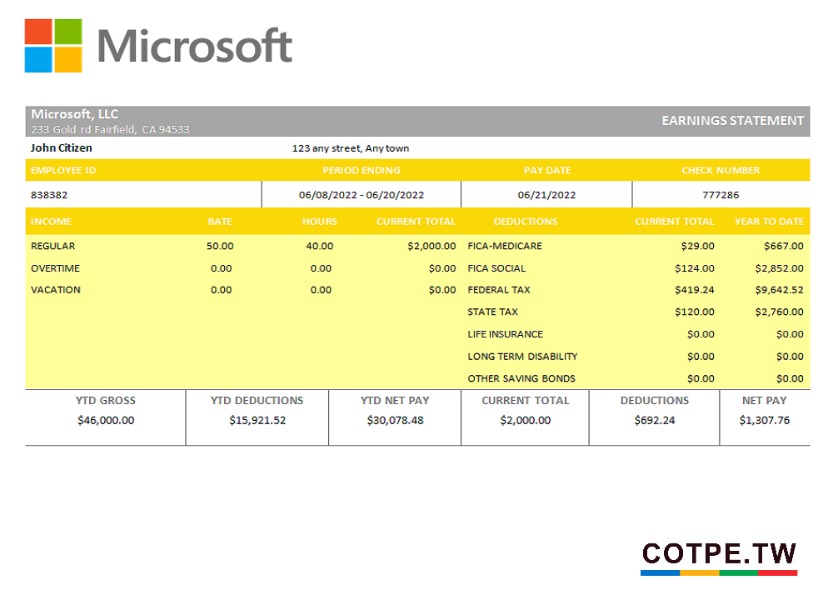 Microsoft
Microsoft, LLC
233 Gold rd Fairfield, CA 94533
EARNINGS STATEMENT
John Citizen 123 any street, Any town
EMPLOYEE ID PERIOD ENDING PAY DATE CHECK NUMBER
838382 06/08/2022 - 06/20/2022 06/21/2022 777286
INCOME RATE HOURS CURRENT TOTAL DEDUCTIONS CURRENT TOTAL YEAR TO DATE
REGULAR 50.00 40.00 $2,000.00 FICA-MEDICARE $29.00 $667.00
OVERTIME 0.00 0.00 $0.00 FICA SOCIAL $124.00 $2,852.00
VACATION 0.00 0.00 $0.00 FEDERAL TAX $419.24 $9,642.52
STATE TAX $120.00 $2,760.00
LIFE INSURANCE $0.00 $0.00
LONG TERM DISABILITY $0.00 $0.00
OTHER SAVING BONDS $0.00 $0.00
YTD GROSS YTD DEDUCTIONS YTD NET PAY CURRENT TOTAL DEDUCTIONS NET PAY
$46,000.00 $15,921.52 $30,078.48 $2,000.00 $692.24 $1,307.76
COTPE.TW